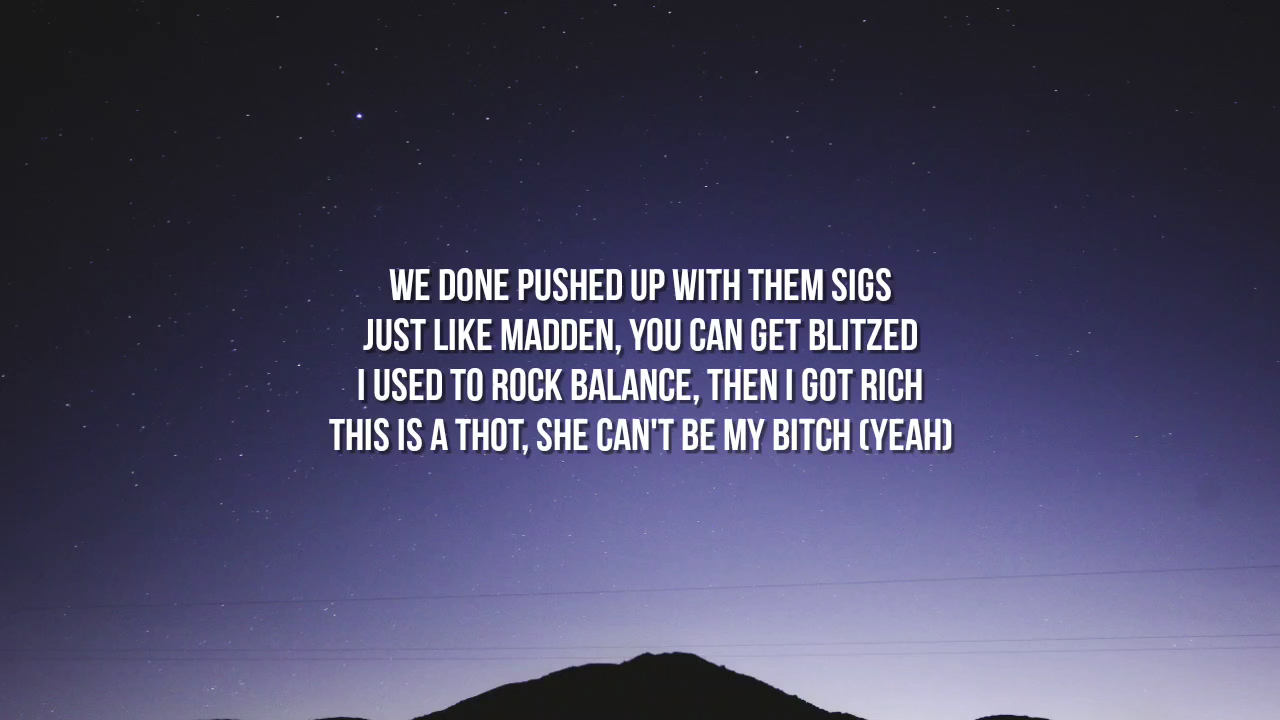 WE DONE PUSHED UP WITH THEM SIGS
JUST LIKE MADDEN, YOU CAN GET BLITZED
I USED TO ROCK BALANCE, THEN I GOT RICH
THIS IS A THOT, SHE CAN'T BE MY BITCH (YEAH)